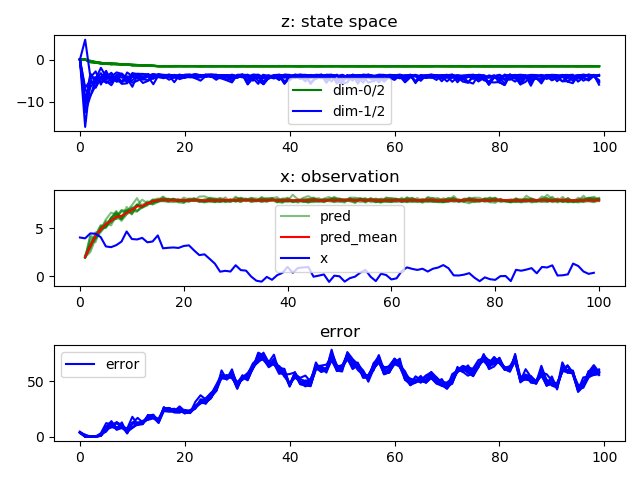 z: state space
0
−10
dim-0/2
dim-1/2
0 20 40 60 80 100
x: observation
5
0
pred
pred_mean
x
0 20 40 60 80 100
error
50
0
error
0 20 40 60 80 100